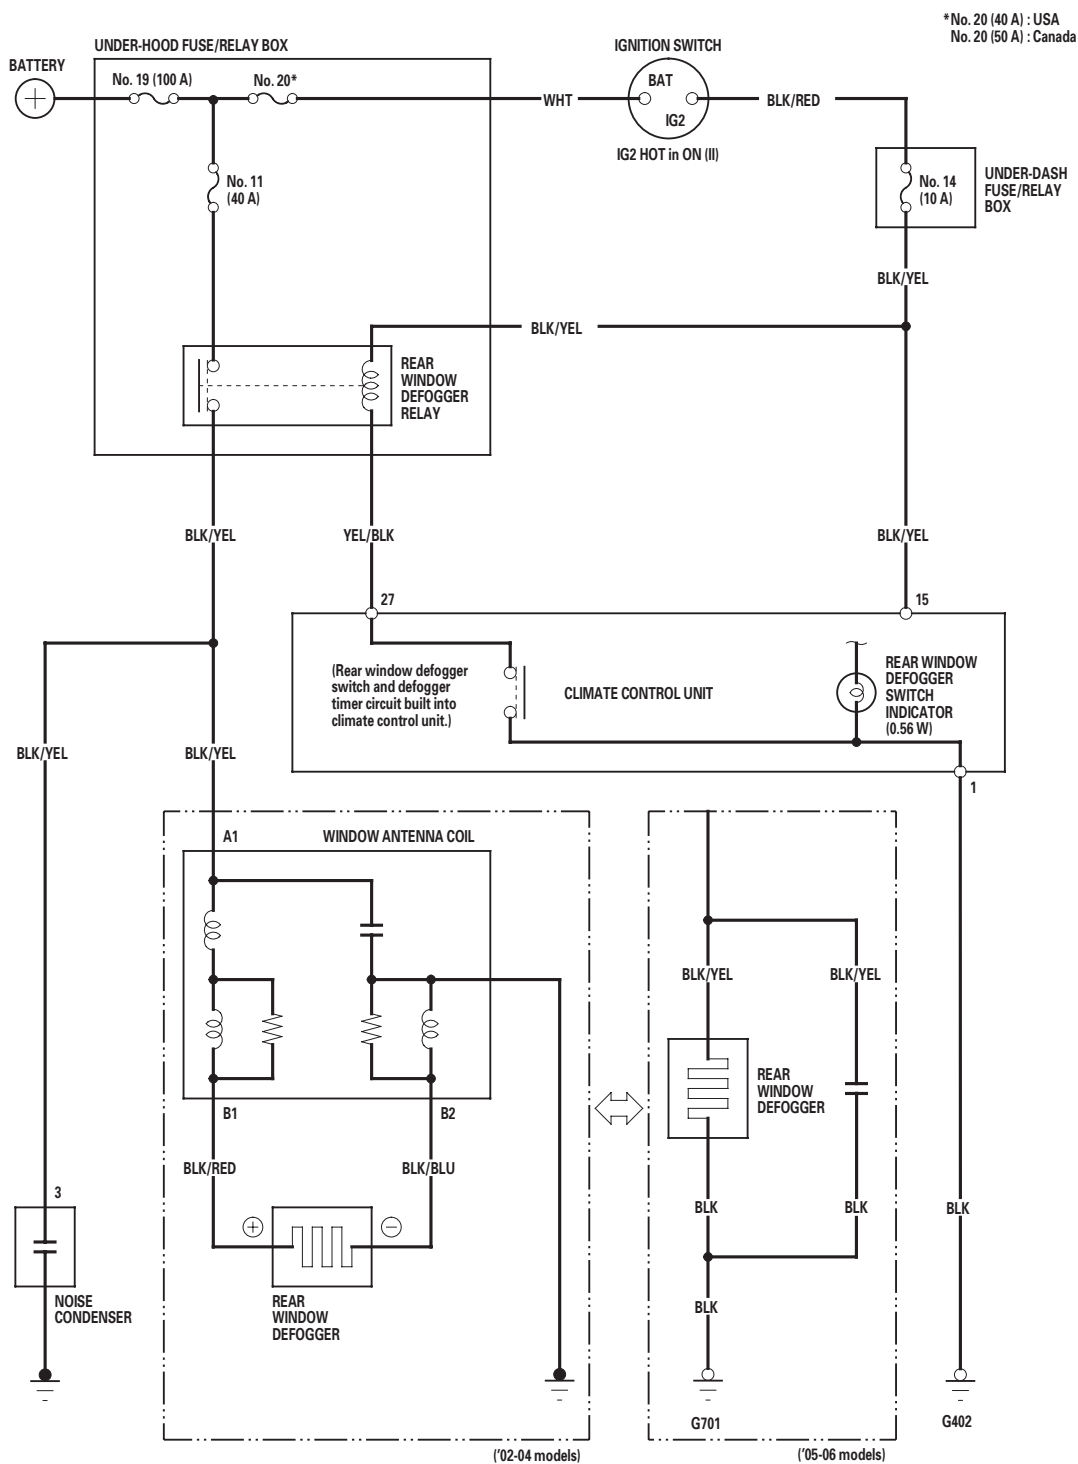 *No. 20 (40 A) : USA
No. 20 (50 A) : Canada
UNDER-HOOD FUSE/RELAY BOX
IGNITION SWITCH
BATTERY
No. 19 (100 A)
No. 20*
BAT
WHT
BLK/RED
IG2
IG2 HOT in ON (II)
No. 11
(40 A)
No. 14
(10 A)
UNDER-DASH
FUSE/RELAY
BOX
BLK/YEL
BLK/YEL
REAR
WINDOW
DEFOGGER
RELAY
BLK/YEL
YEL/BLK
BLK/YEL
27
15
(Rear window defogger
switch and defogger
timer circuit built into
climate control unit.)
CLIMATE CONTROL UNIT
REAR WINDOW
DEFOGGER
SWITCH
INDICATOR
(0.56 W)
BLK/YEL
BLK/YEL
1
A1
WINDOW ANTENNA COIL
BLK/YEL
BLK/YEL
REAR
WINDOW
DEFOGGER
B1
B2
BLK/RED
BLK/BLU
3
BLK
BLK
BLK
NOISE
CONDENSER
REAR
WINDOW
DEFOGGER
BLK
G701
G402
('02-04 models)
('05-06 models)